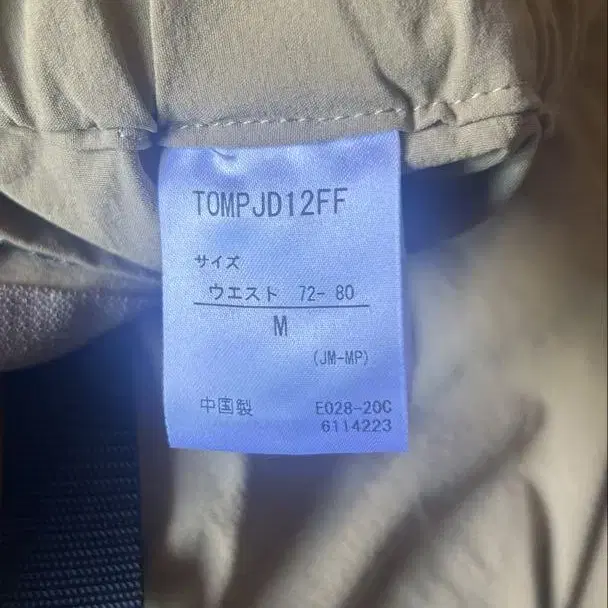 TOMPJD12FF
サイズ
ウエスト 72- 80
M
(JM-MP)
中国製 E028-20C
6114223